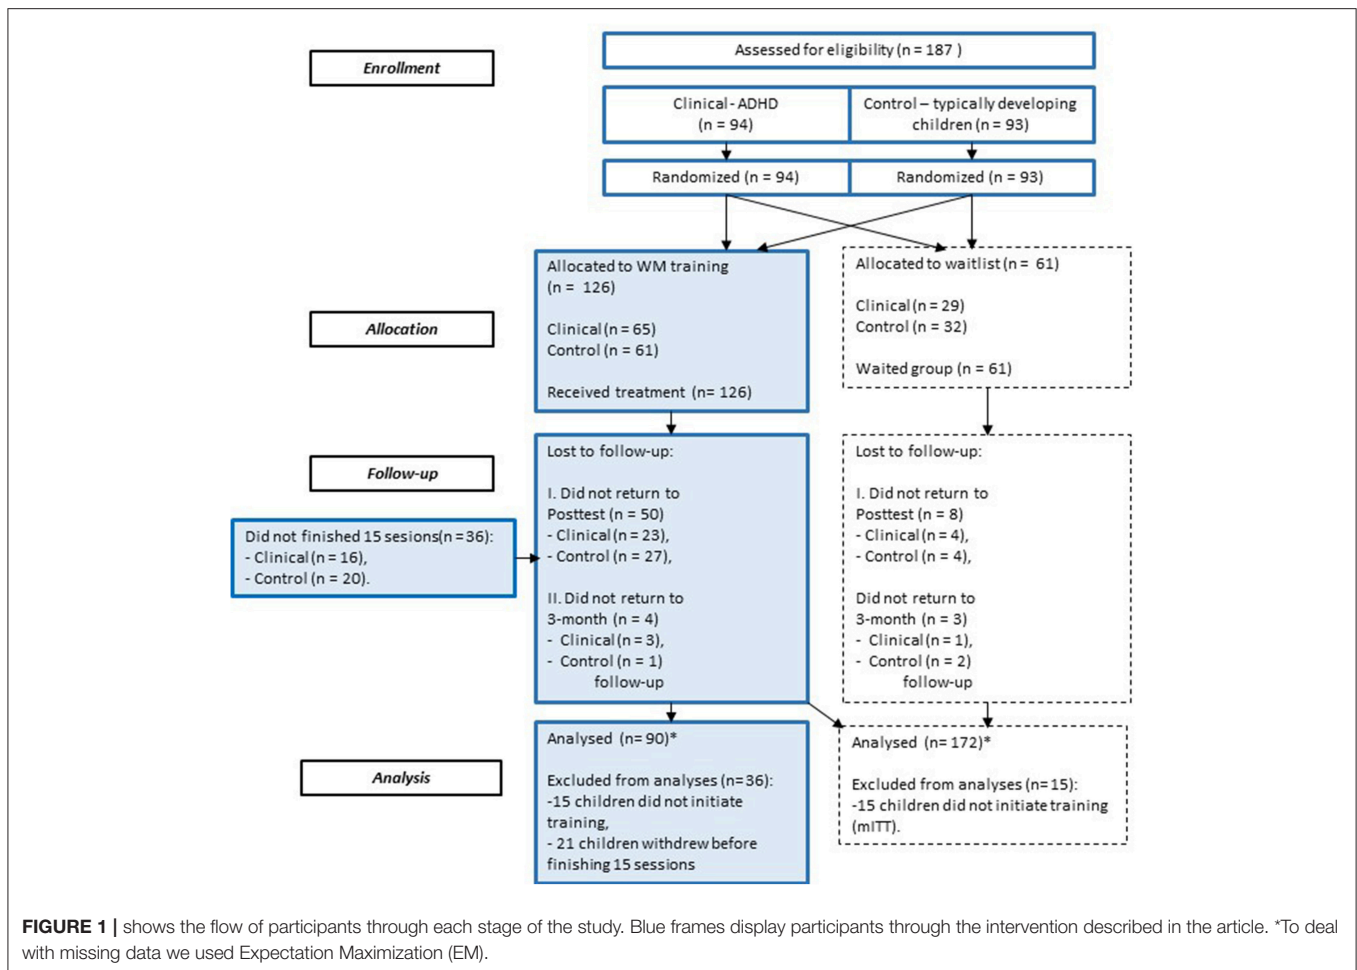 Enrollment
Assessed for eligibility (n = 187 )
Clinical - ADHD
(n = 94)
Control – typically developing
children (n = 93)
Randomized (n = 94)
Randomized (n = 93)
Allocation
Allocated to WM training
(n = 126)
Clinical (n = 65)
Control (n = 61)
Received treatment (n= 126)
Allocated to waitlist (n = 61)
Clinical (n = 29)
Control (n = 32)
Waited group (n = 61)
Follow-up
Did not finished 15 sesions(n =36):
- Clinical (n = 16),
- Control (n = 20).
Lost to follow-up:
I. Did not return to
Posttest (n = 50)
- Clinical (n = 23),
- Control (n = 27),
II. Did not return to
3-month (n = 4)
- Clinical (n = 3),
- Control (n = 1)
follow-up
Lost to follow-up:
I. Did not return to
Posttest (n = 8)
- Clinical (n = 4),
- Control (n = 4),
Did not return to
3-month (n = 3)
- Clinical (n = 1),
- Control (n = 2)
follow-up
Analysis
Analysed (n= 90)*
Excluded from analyses (n= 36):
-15 children did not initiate
training,
- 21 children withdrew before
finishing 15 sessions
Analysed (n= 172)*
Excluded from analyses (n= 15):
-15 children did not initiate training
(mITT).
FIGURE 1 | shows the flow of participants through each stage of the study. Blue frames display participants through the intervention described in the article. *To deal
with missing data we used Expectation Maximization (EM).